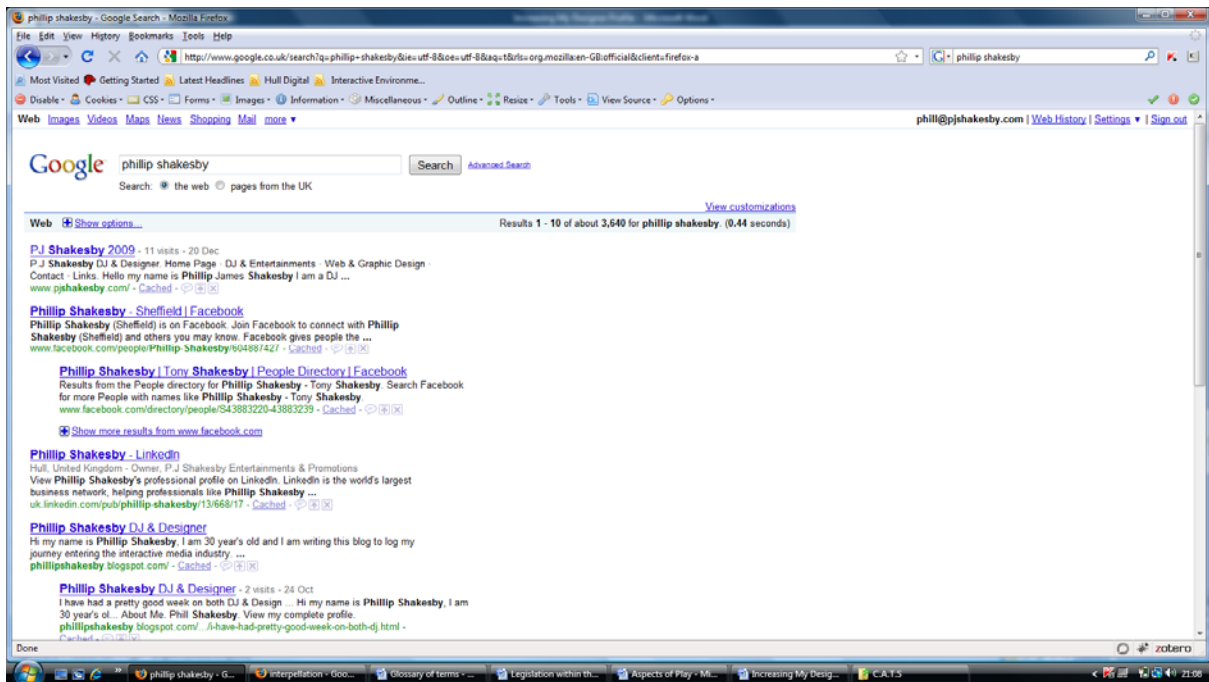 phillip shakesby - Google Search - Mozilla Firefox
File Edit View History Bookmarks Tools Help
http://www.google.co.uk/search?q=phillip+shakesby&ie=utf-8&oe=utf-8&aq=t&rls=org.mozilla:en-GB:official&client=firefox-a
phillip shakesby
Most Visited Getting Started Latest Headlines Hull Digital Interactive Environme...
Disable Cookies CSS Forms Images Information Miscellaneous Outline Resize Tools View Source Options
Web Images Videos Maps News Shopping Mail more ▼
phill@pjshakesby.com | Web History | Settings ▼ | Sign out
Google phillip shakesby Search Advanced Search
Search: the web pages from the UK
View customizations
Web Show options... Results 1 - 10 of about 3,640 for phillip shakesby. (0.44 seconds)
PJ Shakesby 2009 - 11 visits - 20 Dec
P.J Shakesby DJ & Designer. Home Page · DJ & Entertainments · Web & Graphic Design ·
Contact · Links. Hello my name is Phillip James Shakesby I am a DJ ...
www.pjshakesby.com/ - Cached -
Phillip Shakesby - Sheffield | Facebook
Phillip Shakesby (Sheffield) is on Facebook. Join Facebook to connect with Phillip
Shakesby (Sheffield) and others you may know. Facebook gives people the ...
www.facebook.com/people/Phillip-Shakesby/604887427 - Cached -
Phillip Shakesby | Tony Shakesby | People Directory | Facebook
Results from the People directory for Phillip Shakesby - Tony Shakesby. Search Facebook
for more People with names like Phillip Shakesby - Tony Shakesby.
www.facebook.com/directory/people/S43883220-43883239 - Cached -
Show more results from www.facebook.com
Phillip Shakesby - LinkedIn
Hull, United Kingdom - Owner, P.J Shakesby Entertainments & Promotions
View Phillip Shakesby's professional profile on LinkedIn. LinkedIn is the world's largest
business network, helping professionals like Phillip Shakesby ...
uk.linkedin.com/pub/phillip-shakesby/13/668/17 - Cached -
Phillip Shakesby DJ & Designer
Hi my name is Phillip Shakesby, I am 30 year's old and I am writing this blog to log my
journey entering the interactive media industry. ...
phillipshakesby.blogspot.com/ - Cached -
Phillip Shakesby DJ & Designer - 2 visits - 24 Oct
I have had a pretty good week on both DJ & Design ... Hi my name is Phillip Shakesby, I am
30 year's ol... About Me. Phill Shakesby. View my complete profile.
phillipshakesby.blogspot.com/.../i-have-had-pretty-good-week-on-both-dj.html -
Cached -
Done
zotero
phillip shakesby - G... interpellation - Goo... Glossary of terms - ... Legislation within th... Aspects of Play - Mi... Increasing My Desig... C.A.T.S 21:08